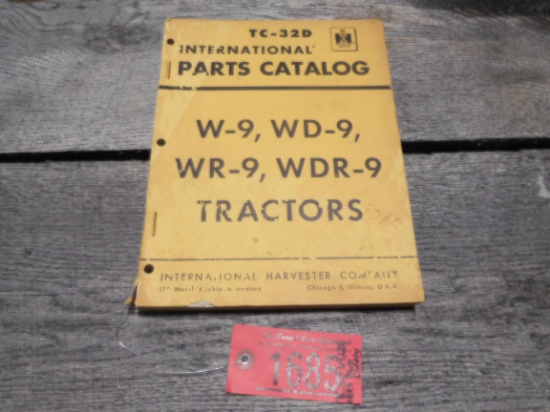 TC-32D
INTERNATIONAL
PARTS CATALOG
W-9, WD-9,
WR-9, WDR-9
TRACTORS
INTERNATIONAL HARVESTER COMPANY
Chicago 1, Illinois, U.S.A.
1685